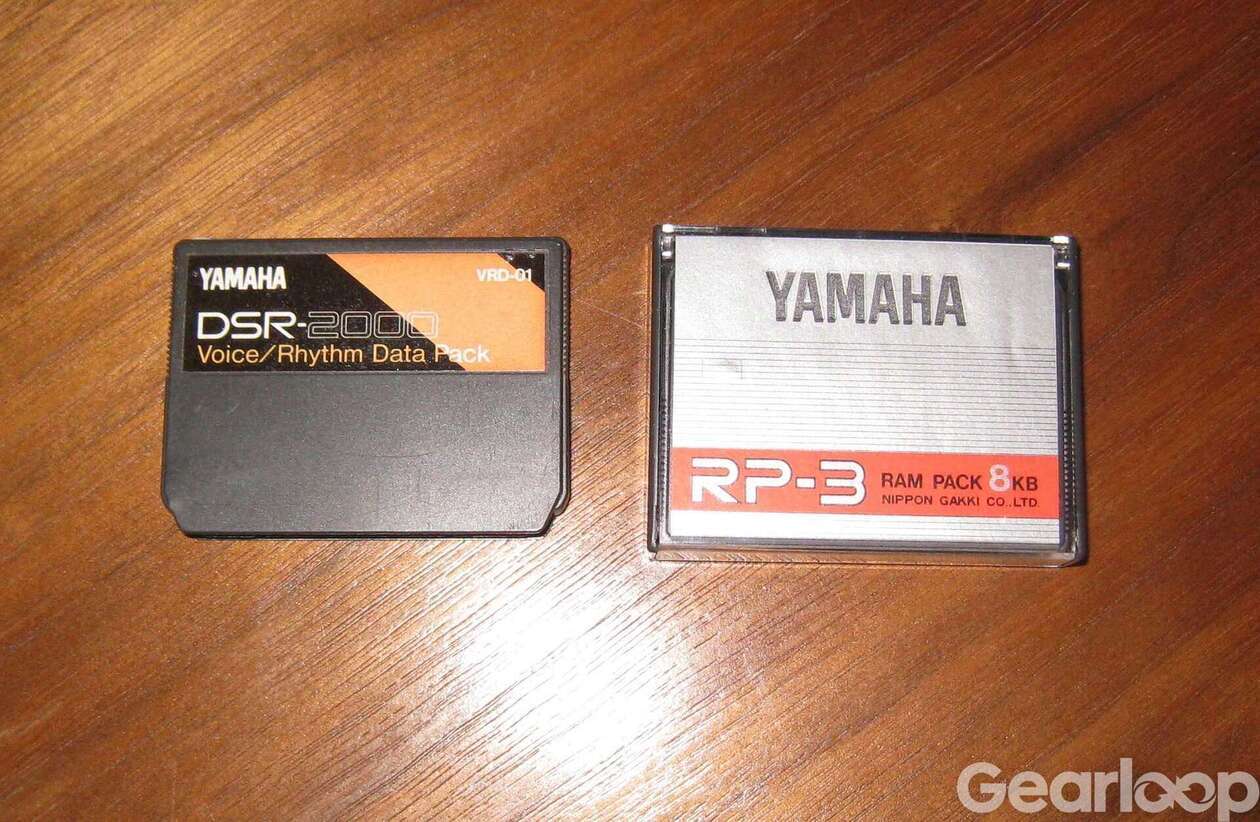 YAMAHA
VRD-01
DSR-2000
Voice/Rhythm Data Pack
YAMAHA
RP-3 RAM PACK 8KB
NIPPON GAKKI CO.,LTD.
Gearloop